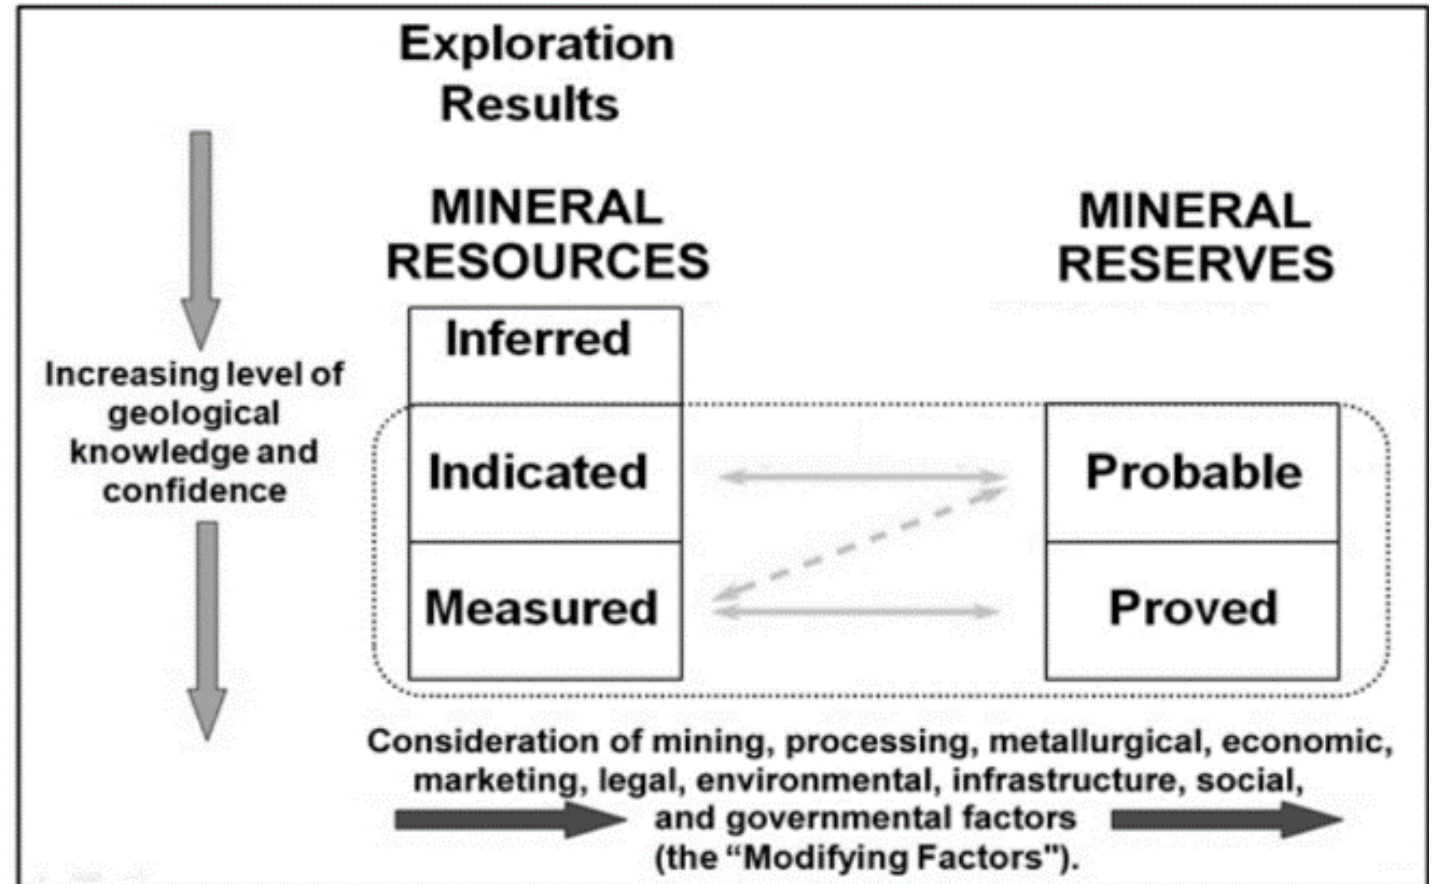 Exploration
Results
MINERAL
RESOURCES
MINERAL
RESERVES
Inferred
Increasing level of
geological
knowledge and
confidence
Indicated
Probable
Measured
Proved
Consideration of mining, processing, metallurgical, economic,
marketing, legal, environmental, infrastructure, social,
and governmental factors
(the “Modifying Factors").